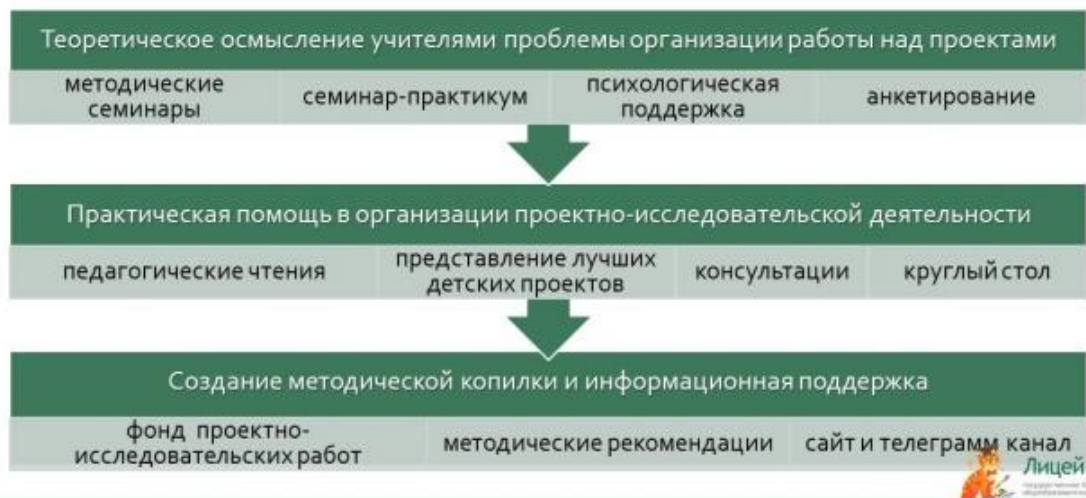 Теоретическое осмысление учителями проблемы организации работы над проектами
методические
семинары
семинар-практикум
психологическая
поддержка
анкетирование
Практическая помощь в организации проектно-исследовательской деятельности
педагогические чтения
представление лучших
детских проектов
консультации
круглый стол
Создание методической копилки и информационная поддержка
фонд проектно-
исследовательских работ
методические рекомендации
сайт и телеграмм канал
Лицей